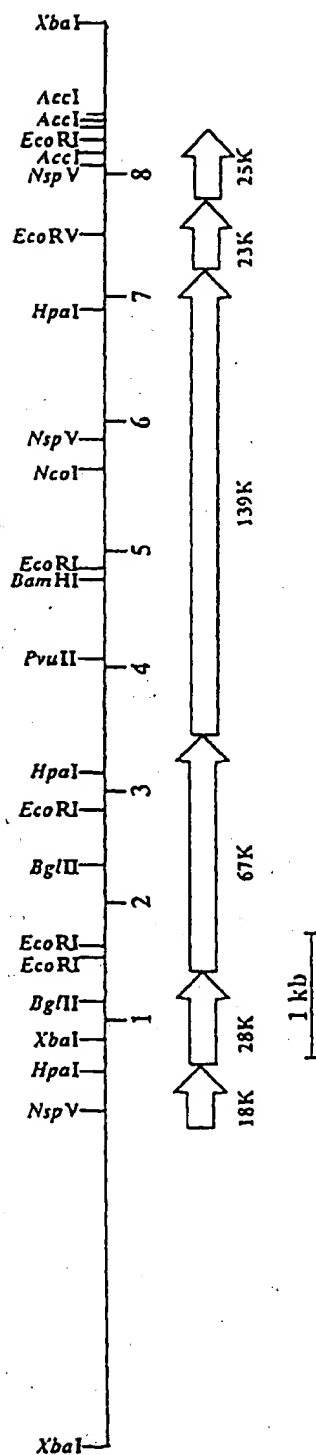 XbaI
AccI
AccI
EcoRI
AccI
NspV
EcoRV
HpaI
NspV
NcoI
EcoRI
BamHI
PvuII
HpaI
EcoRI
BglII
EcoRI
EcoRI
BglII
XbaI
HpaI
NspV
XbaI
8
7
6
5
4
3
2
1
25K
23K
139K
67K
28K
18K
1 kb